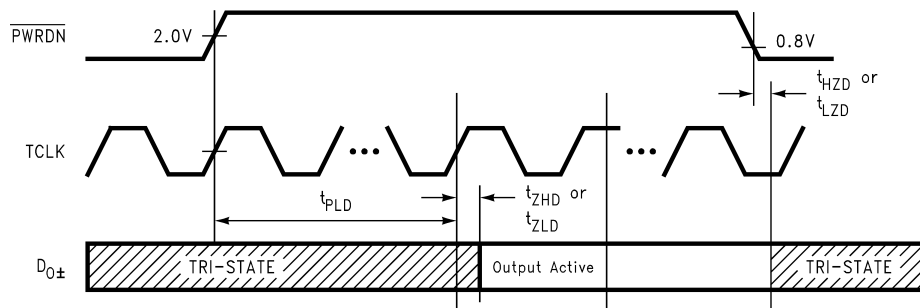 PWRDN
2.0V
0.8V
tHZD or
tLZD
TCLK
tPLD
tZHD or
tZLD
DO±
TRI-STATE
Output Active
TRI-STATE